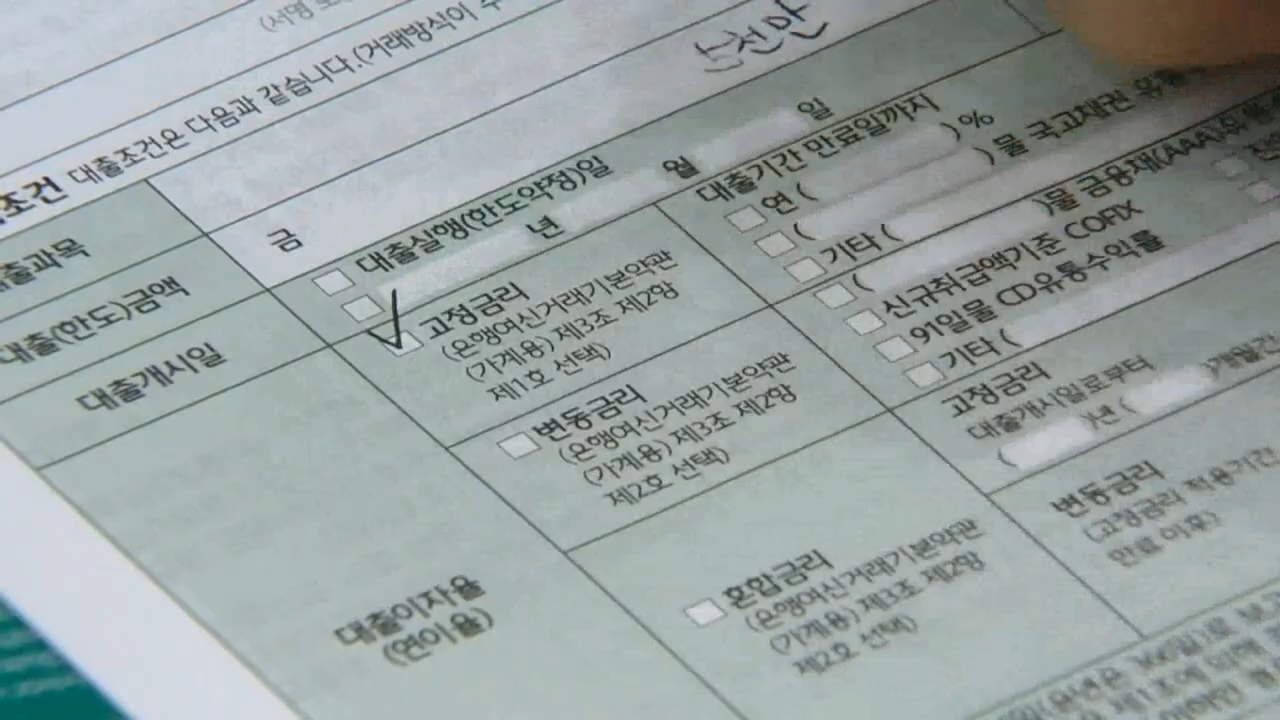 (서명
대출조건은 다음과 같습니다.(거래방식이
조건
대출과목
대출(한도)금액
금
천만
대출개시일
대출실행(한도약정)일
년 월 일
대출이자율
(연이율)
고정금리
(은행여신거래기본약관
(가계용) 제3조 제2항
제1호 선택)
대출기간 만료일까지
연 ( ) %
( ) 물 국고채권
기타 (
변동금리
(은행여신거래기본약관
(가계용) 제3조 제2항
제2호 선택)
( )물 금융채(AAA)
신규취급액기준 COFIX
91일물 CD유통수익률
기타 (
혼합금리
(은행여신거래기본약관
(가계용) 제3조 제2항
제2호 선택)
고정금리
대출개시일로부터
( )년 ( )개월간
변동금리
(고정금리 적용기간
만료 이후)